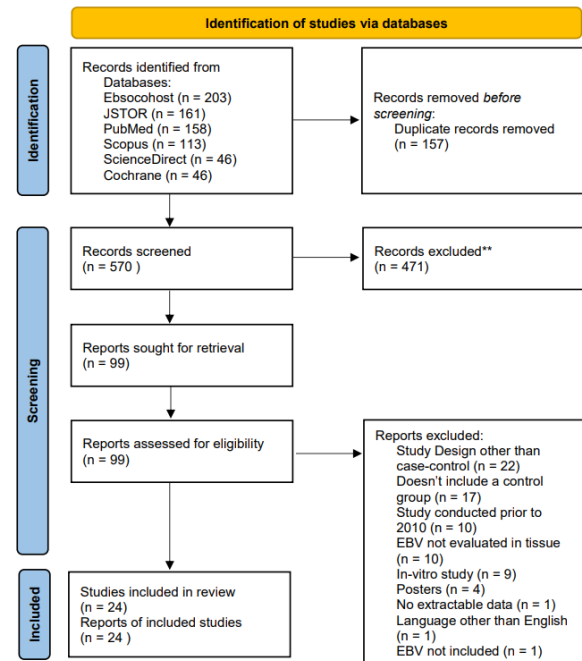 Identification of studies via databases
Identification
Records identified from
Databases:
Ebsocohost (n = 203)
JSTOR (n = 161)
PubMed (n = 158)
Scopus (n = 113)
ScienceDirect (n = 46)
Cochrane (n = 46)
Records removed before
screening:
Duplicate records removed
(n = 157)
Screening
Records screened
(n = 570 )
Records excluded**
(n = 471)
Reports sought for retrieval
(n = 99)
Reports assessed for eligibility
(n = 99)
Reports excluded:
Study Design other than
case-control (n = 22)
Doesn't include a control
group (n = 17)
Study conducted prior to
2010 (n = 10)
EBV not evaluated in tissue
(n = 10)
In-vitro study (n = 9)
Posters (n = 4)
No extractable data (n = 1)
Language other than English
(n = 1)
EBV not included (n = 1)
Included
Studies included in review
(n = 24)
Reports of included studies
(n = 24 )